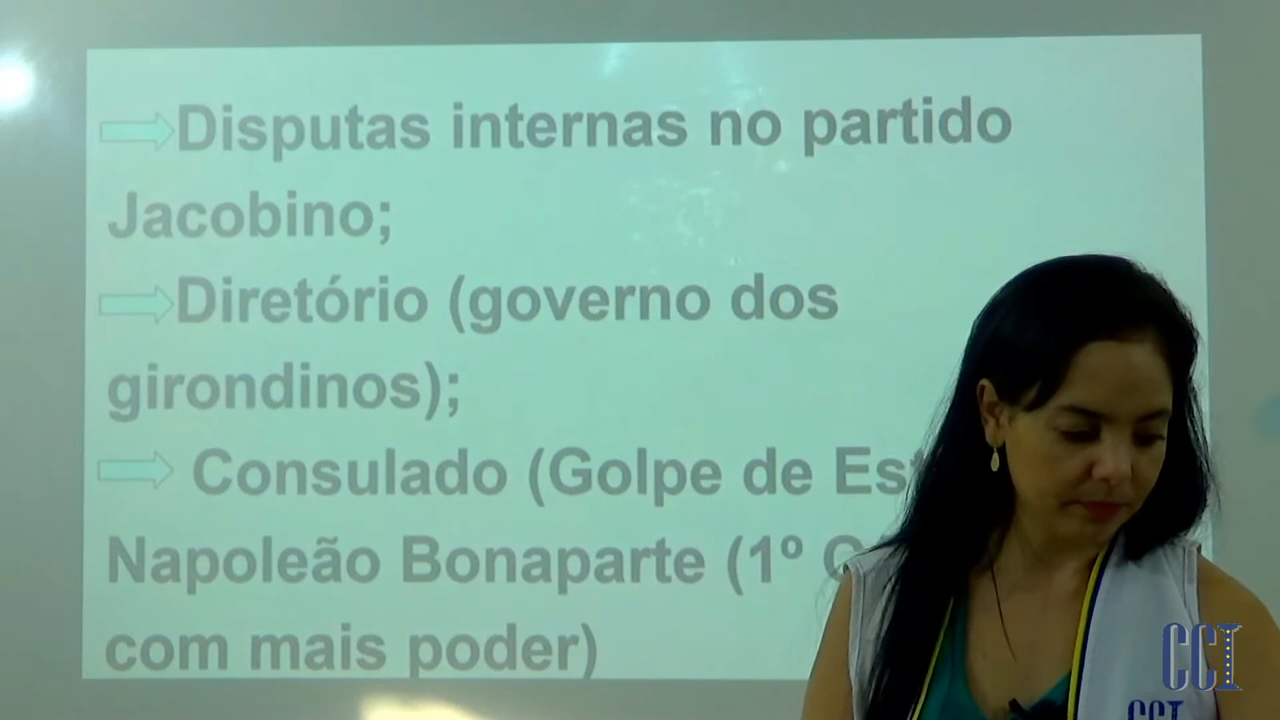 Disputas internas no partido
Jacobino;
Diretório (governo dos
girondinos);
Consulado (Golpe de
Napoleão Bonaparte (1º
com mais poder)
CCI
CCI